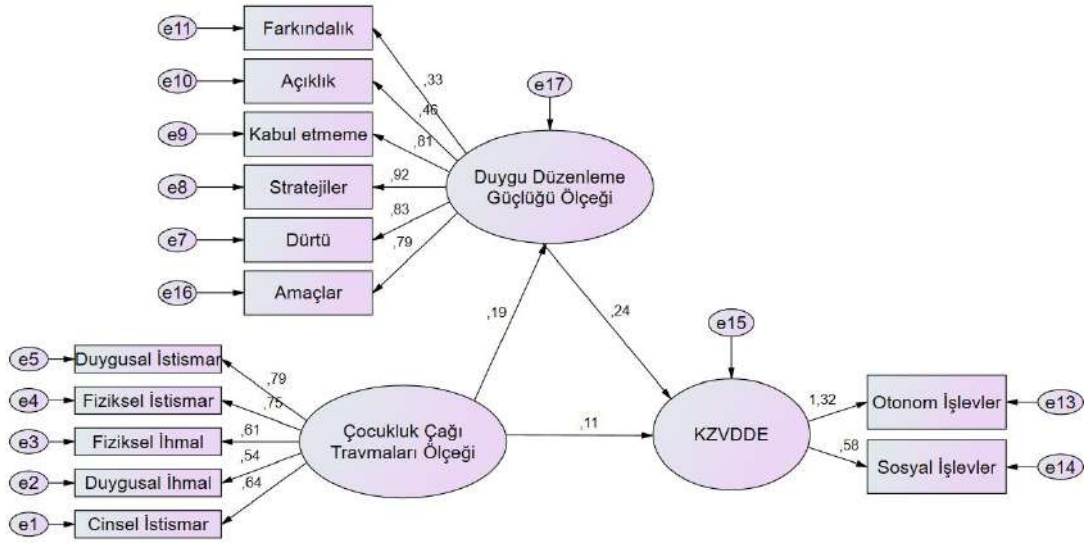 e11
Farkındalık
,33
e10
Açıklık
,46
e9
Kabul etmeme
,81
e8
Stratejiler
,92
e7
Dürtü
,83
e16
Amaçlar
,79
e17
Duygu Düzenleme
Güçlüğü Ölçeği
,19
,24
e5
Duygusal İstismar
,79
e4
Fiziksel İstismar
,75
e3
Fiziksel İhmal
,61
e2
Duygusal İhmal
,54
e1
Cinsel İstismar
,64
Çocukluk Çağı
Travmaları Ölçeği
,11
e15
KZVDDE
1,32
Otonom İşlevler
e13
,58
Sosyal İşlevler
e14